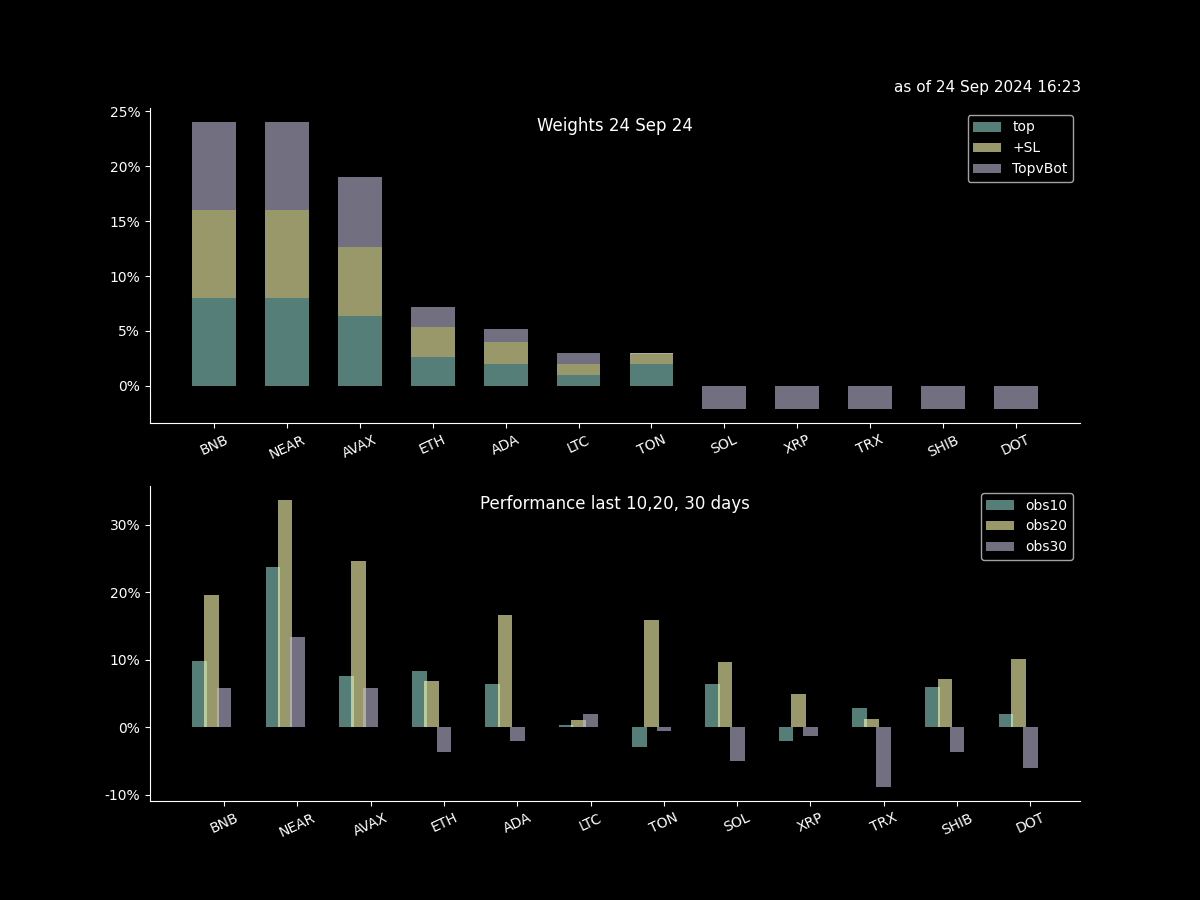 as of 24 Sep 2024 16:23
Weights 24 Sep 24
25%
20%
15%
10%
5%
0%
top
+SL
TopvBot
BNB NEAR AVAX ETH ADA LTC TON SOL XRP TRX SHIB DOT
Performance last 10,20, 30 days
30%
20%
10%
0%
-10%
obs10
obs20
obs30
BNB NEAR AVAX ETH ADA LTC TON SOL XRP TRX SHIB DOT